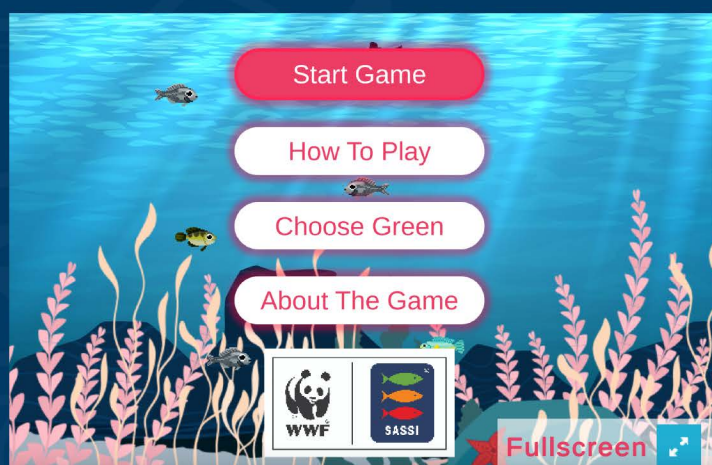 Start Game
How To Play
Choose Green
About The Game
WWF
SASSI
Fullscreen